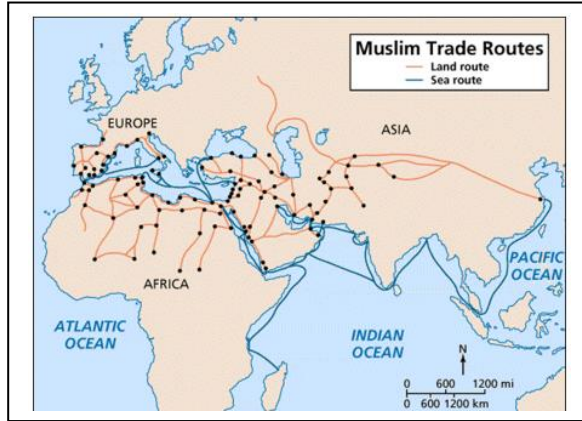 Muslim Trade Routes
Land route
Sea route
EUROPE
ASIA
AFRICA
PACIFIC
OCEAN
ATLANTIC
OCEAN
INDIAN
OCEAN
N
0 600 1200 mi
0 600 1200 km